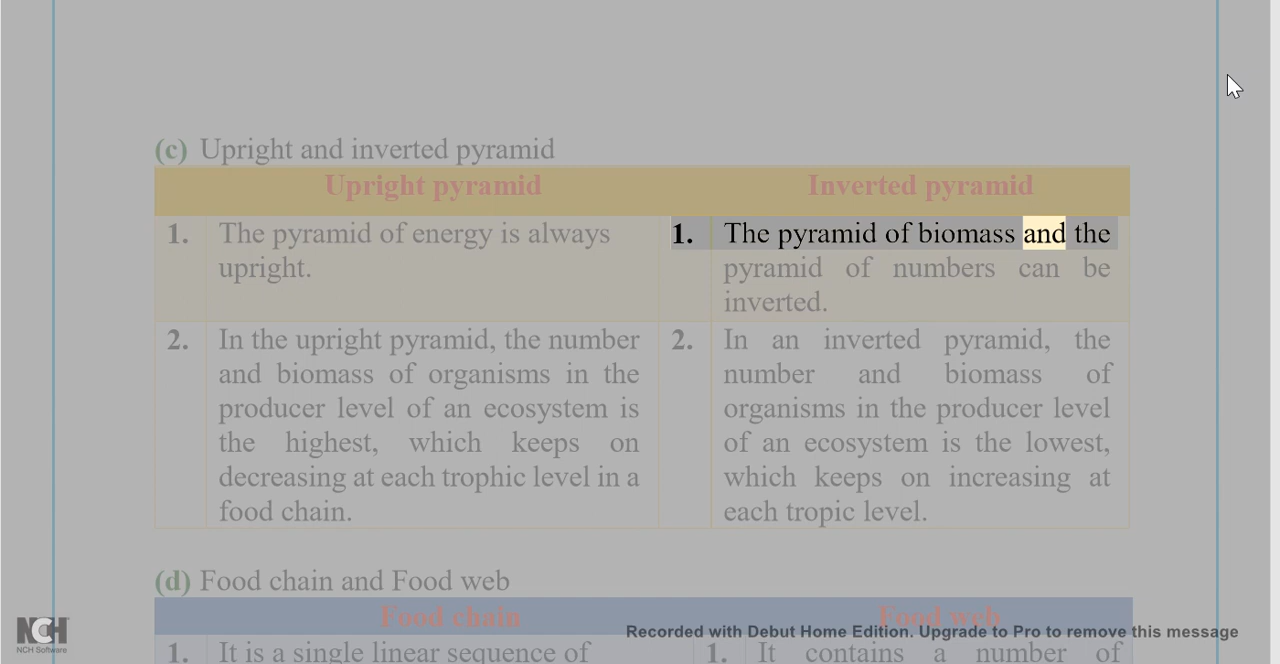 (c) Upright and inverted pyramid
Upright pyramid
Inverted pyramid
1. The pyramid of energy is always
upright.
1. The pyramid of biomass and the
pyramid of numbers can be
inverted.
2. In the upright pyramid, the number
and biomass of organisms in the
producer level of an ecosystem is
the highest, which keeps on
decreasing at each trophic level in a
food chain.
2. In an inverted pyramid, the
number and biomass of
organisms in the producer level
of an ecosystem is the lowest,
which keeps on increasing at
each tropic level.
(d) Food chain and Food web
Food chain
Food web
1. It is a single linear sequence of
1. It contains a number of
NCH
NCH Software
Recorded with Debut Home Edition. Upgrade to Pro to remove this message